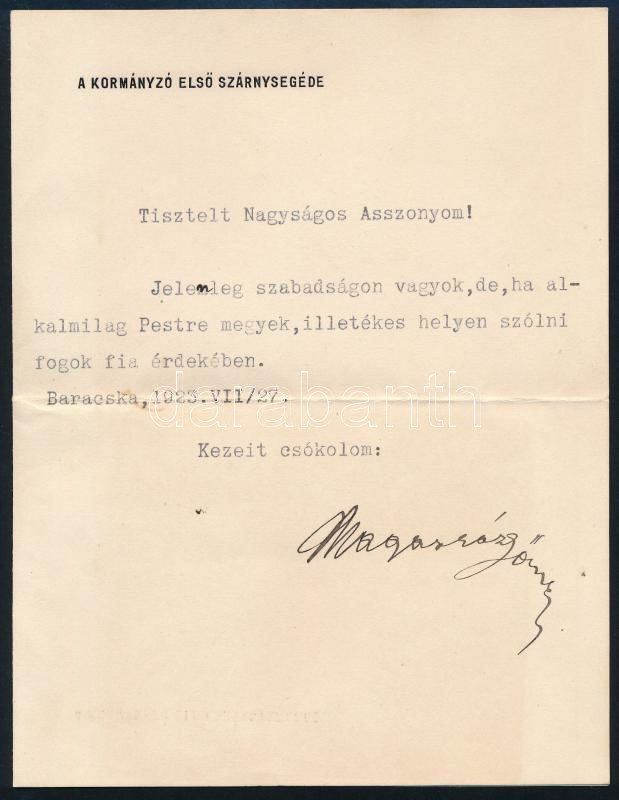 A KORMÁNYZÓ ELSŐ SZÁRNYSEGÉDE
Tisztelt Nagyságos Asszonyom!
Jelenleg szabadságon vagyok,de,ha al-
kalmilag Pestre megyek,illetékes helyen szólni
fogok fia érdekében.
darabanth
Baracska,1923.VII/27.
Kezeit csókolom:
Magasházy